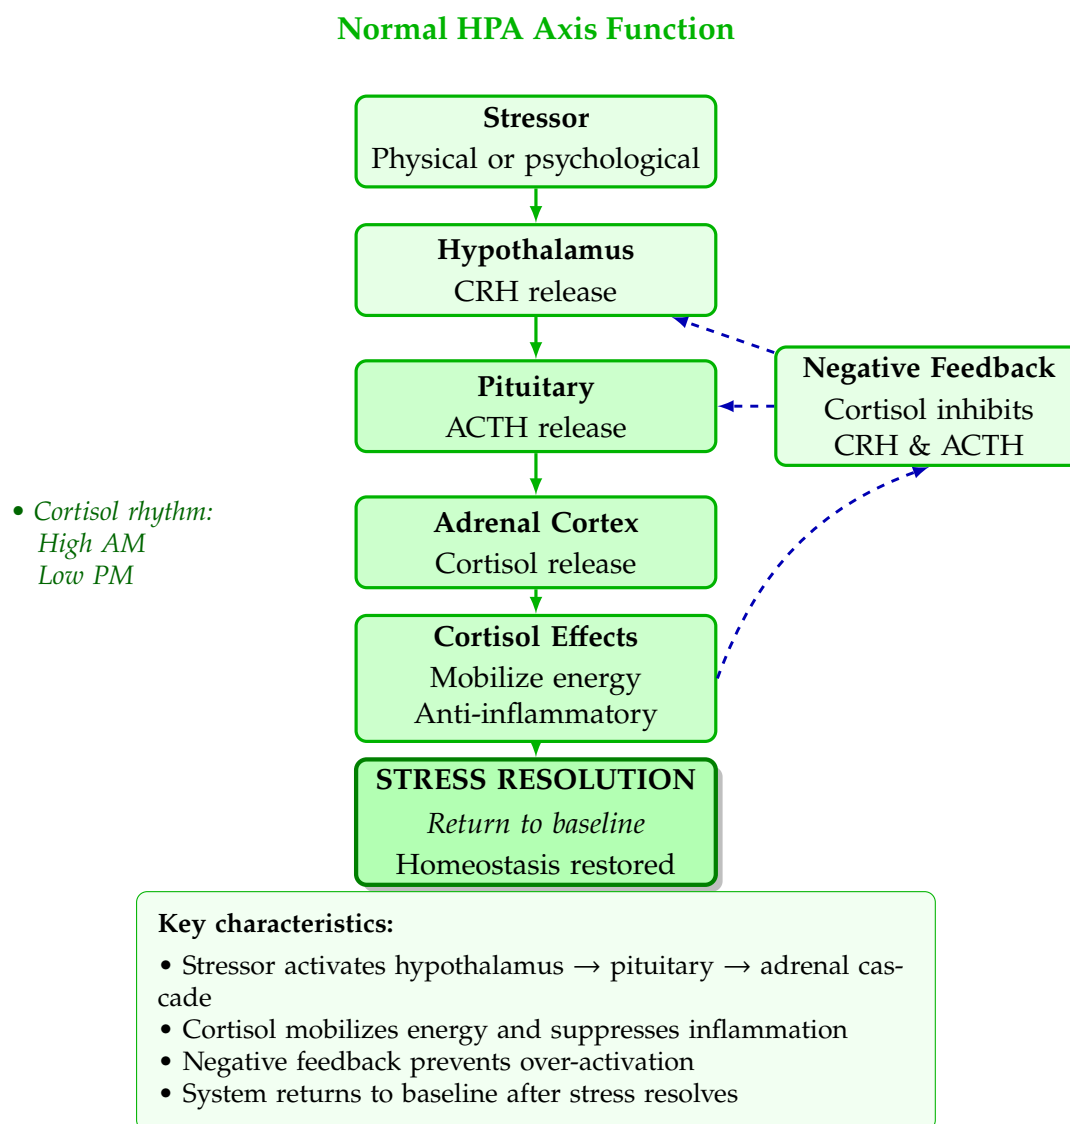 Normal HPA Axis Function
Stressor
Physical or psychological
Hypothalamus
CRH release
Negative Feedback
Cortisol inhibits
CRH & ACTH
Pituitary
ACTH release
• Cortisol rhythm:
High AM
Low PM
Adrenal Cortex
Cortisol release
Cortisol Effects
Mobilize energy
Anti-inflammatory
STRESS RESOLUTION
Return to baseline
Homeostasis restored
Key characteristics:
• Stressor activates hypothalamus → pituitary → adrenal cas-
cade
• Cortisol mobilizes energy and suppresses inflammation
• Negative feedback prevents over-activation
• System returns to baseline after stress resolves